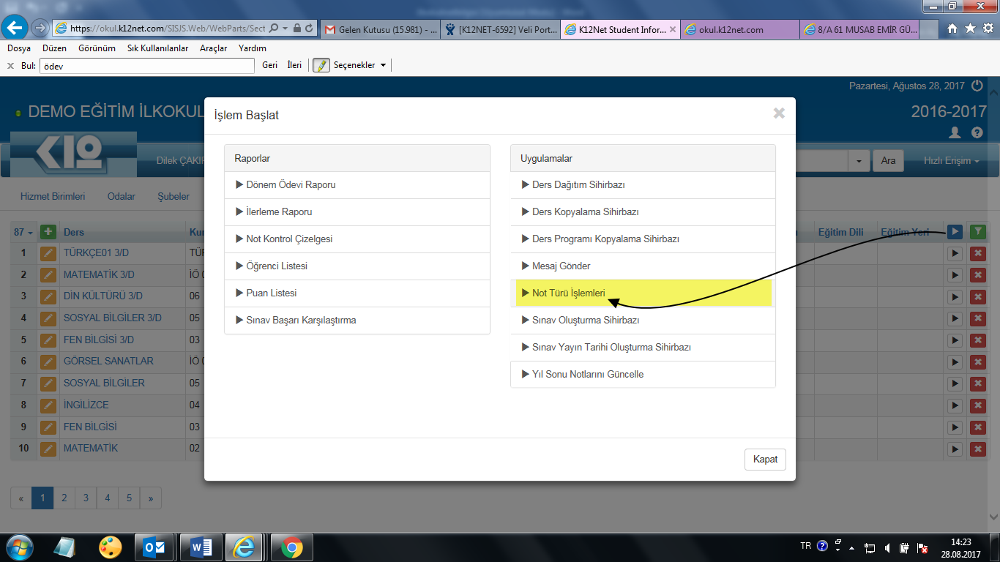 https://okul.k12net.com/SISJS.Web/WebParts/Sect
Gelen Kutusu (15.981) - ...
[K12NET-6592] Veli Port...
K12Net Student Infor...
okul.k12net.com
8/A 61 MUSAB EMİR GÜ...
Dosya Düzen Görünüm Sık Kullanılanlar Araçlar Yardım
x Bul: ödev Geri İleri Seçenekler
Pazartesi, Ağustos 28, 2017
DEMO EĞİTİM İLKOKUL
2016-2017
K12
Dilek ÇAKI
Ara
Hızlı Erişim
Hizmet Birimleri Odalar Şubeler
İşlem Başlat
Raporlar
Dönem Ödevi Raporu
İlerleme Raporu
Not Kontrol Çizelgesi
Öğrenci Listesi
Puan Listesi
Sınav Başarı Karşılaştırma
Uygulamalar
Ders Dağıtım Sihirbazı
Ders Kopyalama Sihirbazı
Ders Programı Kopyalama Sihirbazı
Mesaj Gönder
Not Türü İşlemleri
Sınav Oluşturma Sihirbazı
Sınav Yayın Tarihi Oluşturma Sihirbazı
Yıl Sonu Notlarını Güncelle
Kapat
87 Ders Kur Eğitim Dili Eğitim Yeri
1 TÜRKÇE01 3/D TÜF
2 MATEMATİK 3/D İÖ 0
3 DİN KÜLTÜRÜ 3/D 06
4 SOSYAL BİLGİLER 3/D 05
5 FEN BİLGİSİ 3/D 03
6 GÖRSEL SANATLAR İÖ 0
7 SOSYAL BİLGİLER 05
8 İNGİLİZCE 04
9 FEN BİLGİSİ 03
10 MATEMATİK 02
« 1 2 3 4 5 »
TR
14:23
28.08.2017